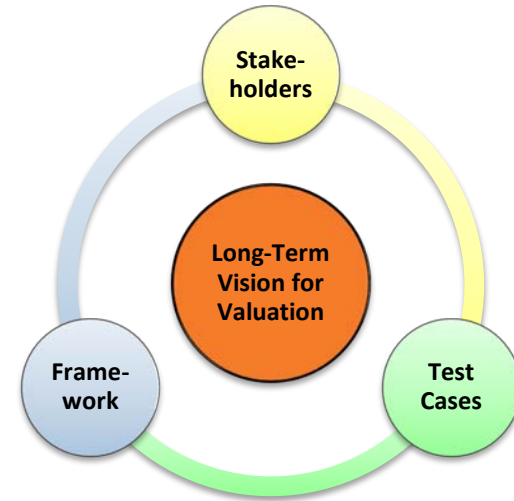 Stake-
holders
Long-Term
Vision for
Valuation
Frame-
work
Test
Cases